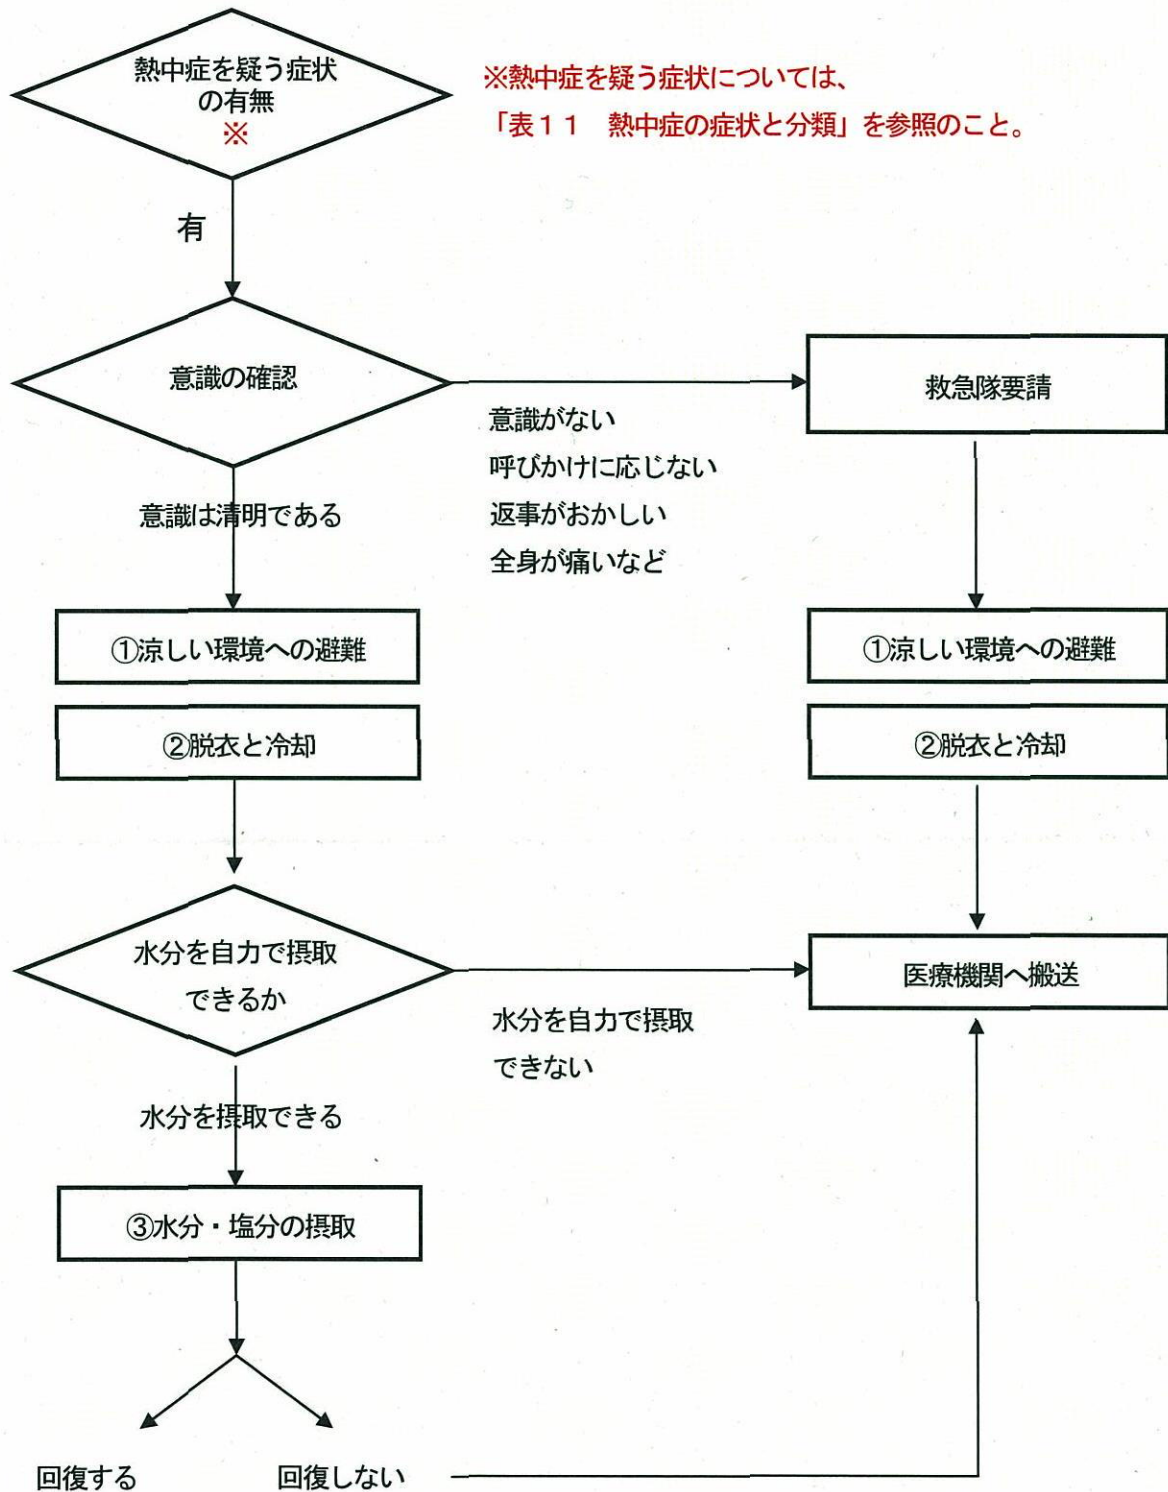 熱中症を疑う症状
の有無
※
※熱中症を疑う症状については、
「表１１　熱中症の症状と分類」を参照のこと。
有
意識の確認
救急隊要請
意識がない
呼びかけに応じない
返事がおかしい
全身が痛いなど
意識は清明である
①涼しい環境への避難
①涼しい環境への避難
②脱衣と冷却
②脱衣と冷却
水分を自力で摂取
できるか
医療機関へ搬送
水分を自力で摂取
できない
水分を摂取できる
③水分・塩分の摂取
回復する
回復しない